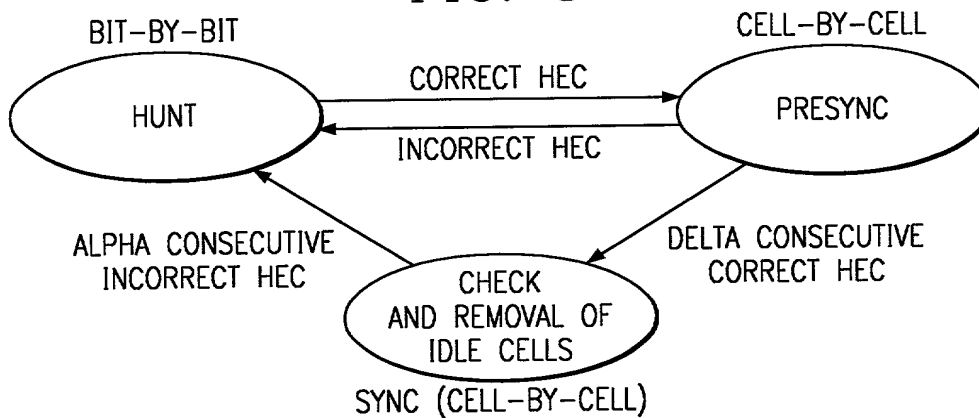 BIT-BY-BIT
CELL-BY-CELL
HUNT
CORRECT HEC
INCORRECT HEC
PRESYNC
ALPHA CONSECUTIVE
INCORRECT HEC
DELTA CONSECUTIVE
CORRECT HEC
CHECK
AND REMOVAL OF
IDLE CELLS
SYNC (CELL-BY-CELL)